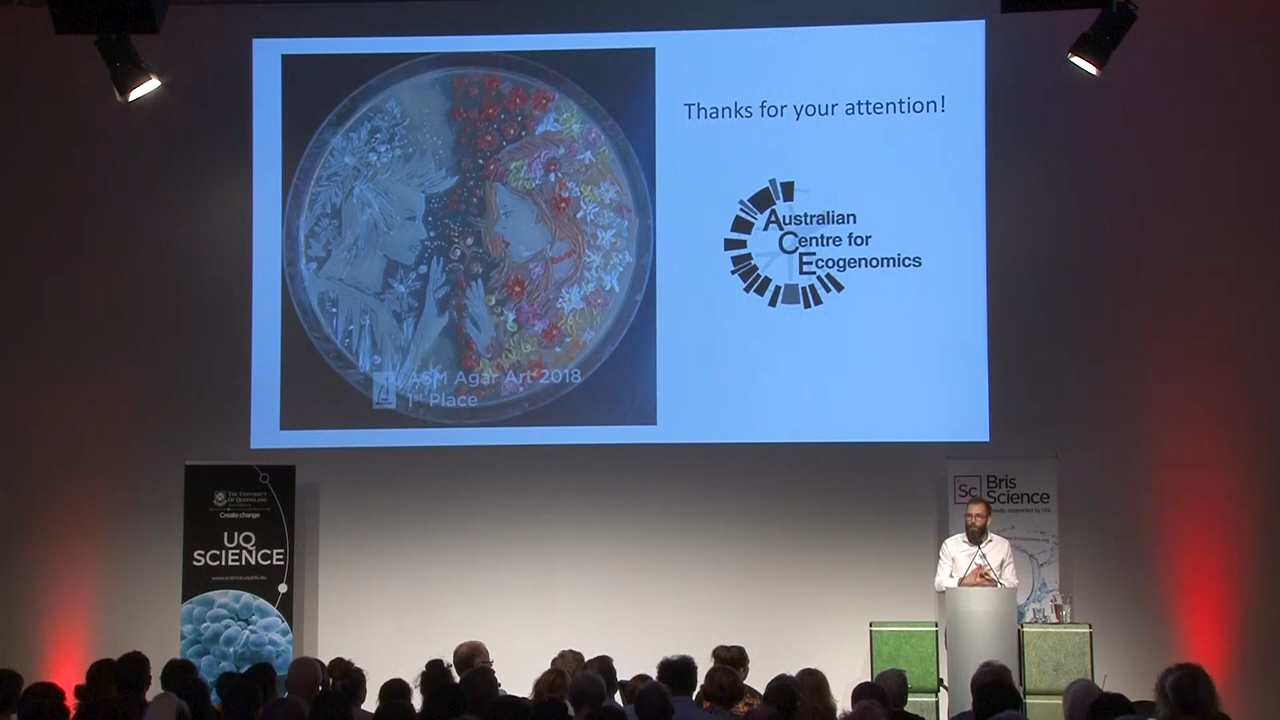 Thanks for your attention!
Australian
Centre for
Ecogenomics
ASM Agar Art 2018
1st Place
THE UNIVERSITY
OF QUEENSLAND
AUSTRALIA
Create change
UQ
SCIENCE
Sc
Bris
Science